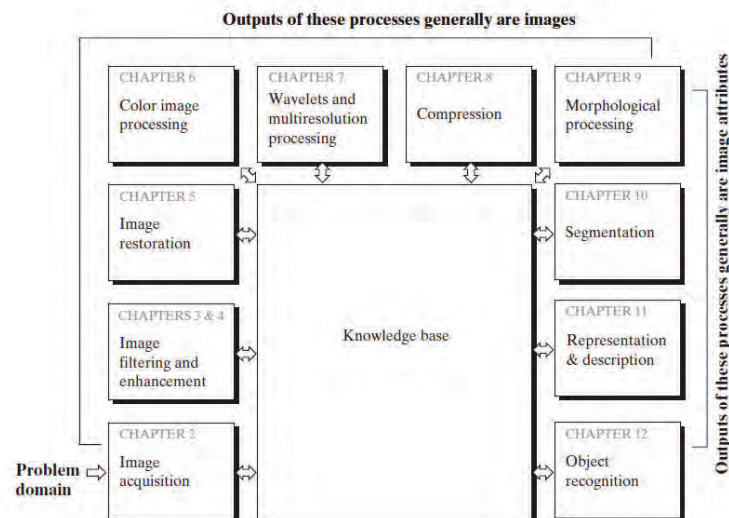 Outputs of these processes generally are images
CHAPTER 6
Color image
processing
CHAPTER 7
Wavelets and
multiresolution
processing
CHAPTER 8
Compression
CHAPTER 9
Morphological
processing
CHAPTER 5
Image
restoration
CHAPTERS 3 & 4
Image
filtering and
enhancement
CHAPTER 2
Image
acquisition
Problem
domain
Knowledge base
CHAPTER 10
Segmentation
CHAPTER 11
Representation
& description
CHAPTER 12
Object
recognition
Outputs of these processes generally are image attributes